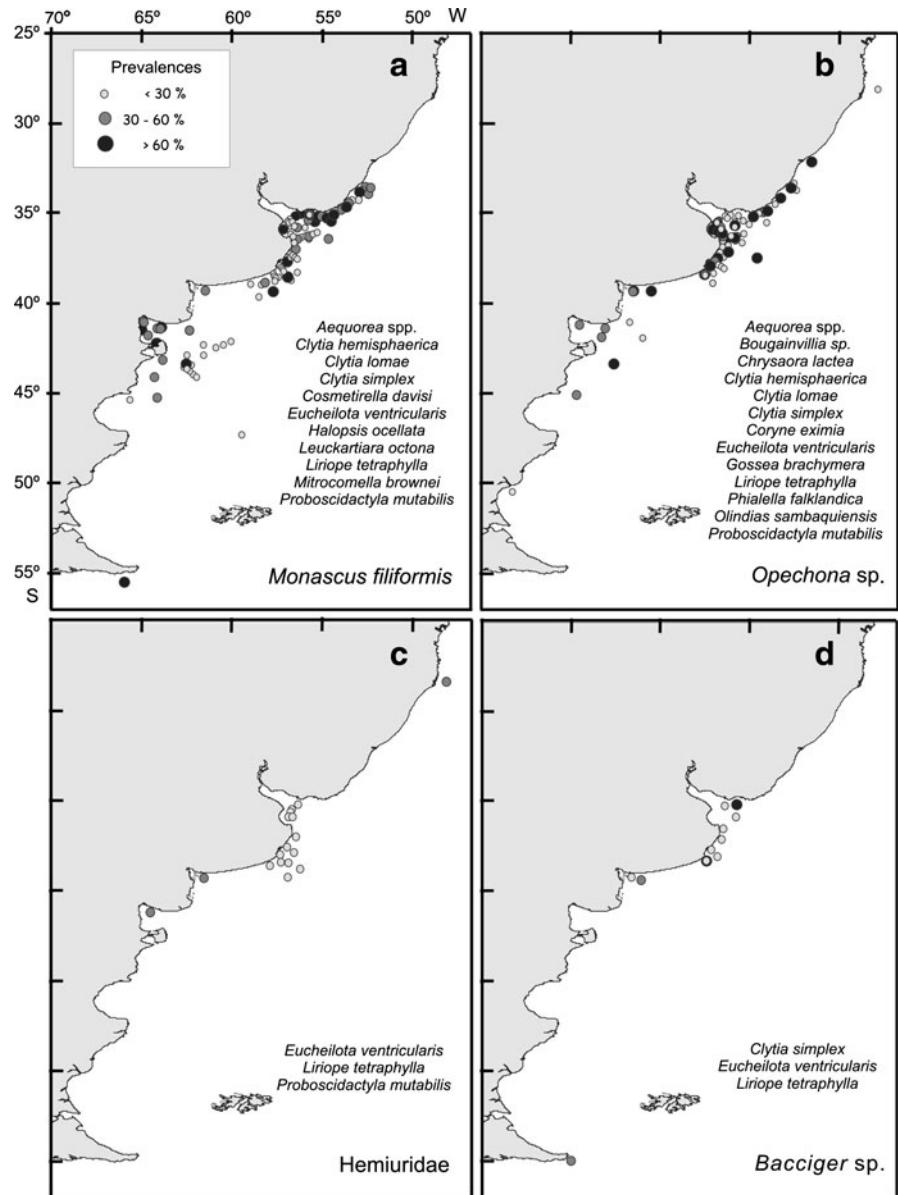 70º 65º 60º 55º 50º W
25º
30º
35º
40º
45º
50º
55º
S
Prevalences
< 30 %
30 - 60 %
> 60 %
a
Aequorea spp.
Clytia hemisphaerica
Clytia lomae
Clytia simplex
Cosmetirella davisi
Eucheilota ventricularis
Halopsis ocellata
Leuckartiara octona
Liriope tetraphylla
Mitrocomella brownei
Proboscidactyla mutabilis
Monascus filiformis
b
Aequorea spp.
Bougainvillia sp.
Chrysaora lactea
Clytia hemisphaerica
Clytia lomae
Clytia simplex
Coryne eximia
Eucheilota ventricularis
Gossea brachymera
Liriope tetraphylla
Phialella falklandica
Olindias sambaquiensis
Proboscidactyla mutabilis
Opechona sp.
c
Eucheilota ventricularis
Liriope tetraphylla
Proboscidactyla mutabilis
Hemiuridae
d
Clytia simplex
Eucheilota ventricularis
Liriope tetraphylla
Bacciger sp.